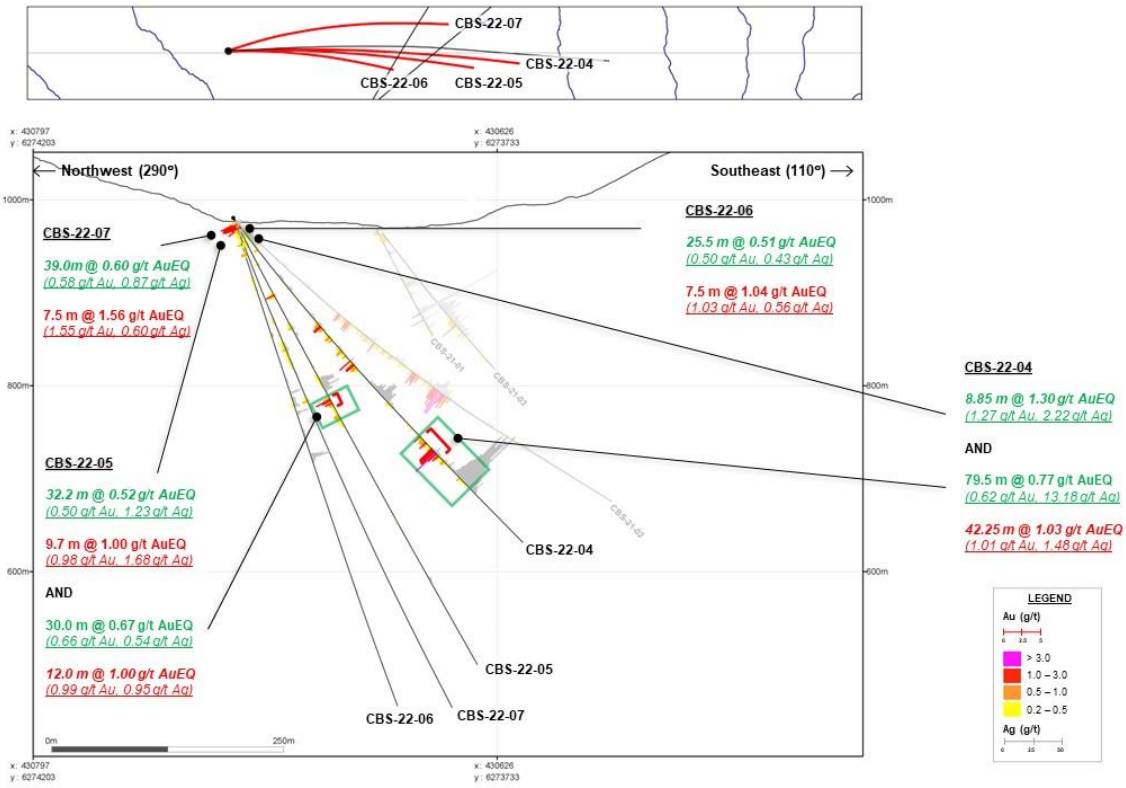 CBS-22-07
CBS-22-04
CBS-22-06
CBS-22-05
x: 430797
y: 6274203
x: 430626
y: 6273733
Northwest (290°)
Southeast (110°)
1000m
1000m
CBS-22-07
39.0m @ 0.60 g/t AuEQ
(0.58 g/t Au, 0.87 g/t Ag)
7.5 m @ 1.56 g/t AuEQ
(1.55 g/t Au, 0.60 g/t Ag)
CBS-22-06
25.5 m @ 0.51 g/t AuEQ
(0.50 g/t Au, 0.43 g/t Ag)
7.5 m @ 1.04 g/t AuEQ
(1.03 g/t Au, 0.56 g/t Ag)
CBS-21-01
CBS-21-03
800m
800m
CBS-22-04
8.85 m @ 1.30 g/t AuEQ
(1.27 g/t Au, 2.22 g/t Ag)
AND
79.5 m @ 0.77 g/t AuEQ
(0.62 g/t Au, 13.18 g/t Ag)
42.25 m @ 1.03 g/t AuEQ
(1.01 g/t Au, 1.48 g/t Ag)
CBS-22-05
32.2 m @ 0.52 g/t AuEQ
(0.50 g/t Au, 1.23 g/t Ag)
9.7 m @ 1.00 g/t AuEQ
(0.98 g/t Au, 1.68 g/t Ag)
AND
30.0 m @ 0.67 g/t AuEQ
(0.66 g/t Au, 0.54 g/t Ag)
12.0 m @ 1.00 g/t AuEQ
(0.99 g/t Au, 0.95 g/t Ag)
CBS-21-02
CBS-22-04
600m
600m
CBS-22-05
CBS-22-06
CBS-22-07
0m
250m
x: 430797
y: 6274203
x: 430626
y: 6273733
LEGEND
Au (g/t)
0 2.5 5
> 3.0
1.0 – 3.0
0.5 – 1.0
0.2 – 0.5
Ag (g/t)
0 25 50